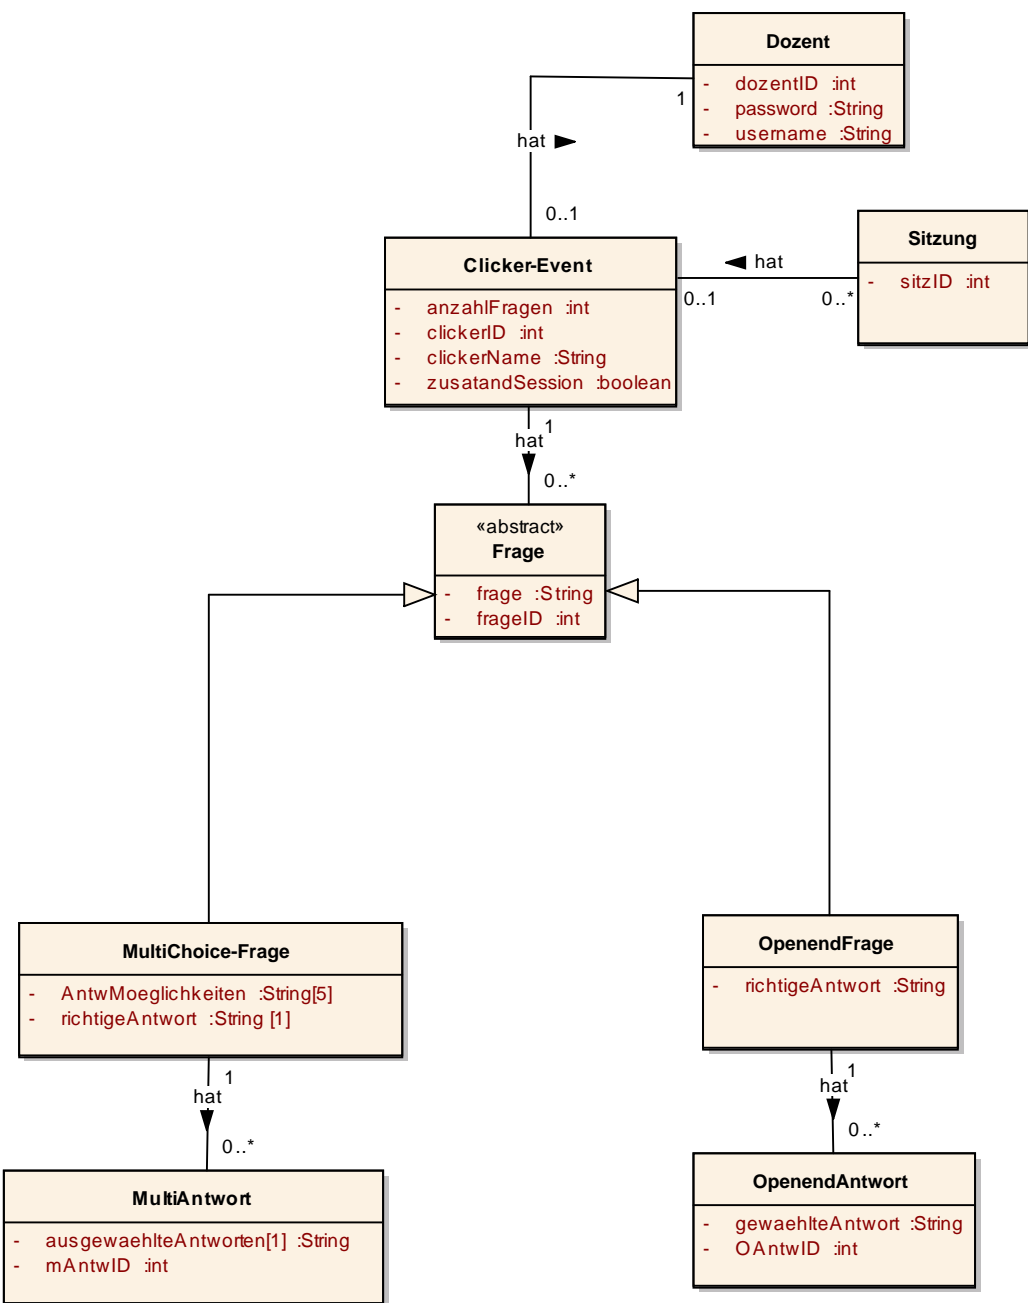 Dozent
- dozentID :int
- password :String
- username :String
1
hat
0..1
Clicker-Event
- anzahlFragen :int
- clickerID :int
- clickerName :String
- zusatandSession :boolean
hat
0..1
0..*
Sitzung
- sitzID :int
1
hat
0..*
«abstract»
Frage
- frage :String
- frageID :int
MultiChoice-Frage
- AntwMoeglichkeiten :String[5]
- richtigeAntwort :String [1]
1
hat
0..*
MultiAntwort
- ausgewaehlteAntworten[1] :String
- mAntwID :int
OpenendFrage
- richtigeAntwort :String
1
hat
0..*
OpenendAntwort
- gewaehlteAntwort :String
- OAntwID :int